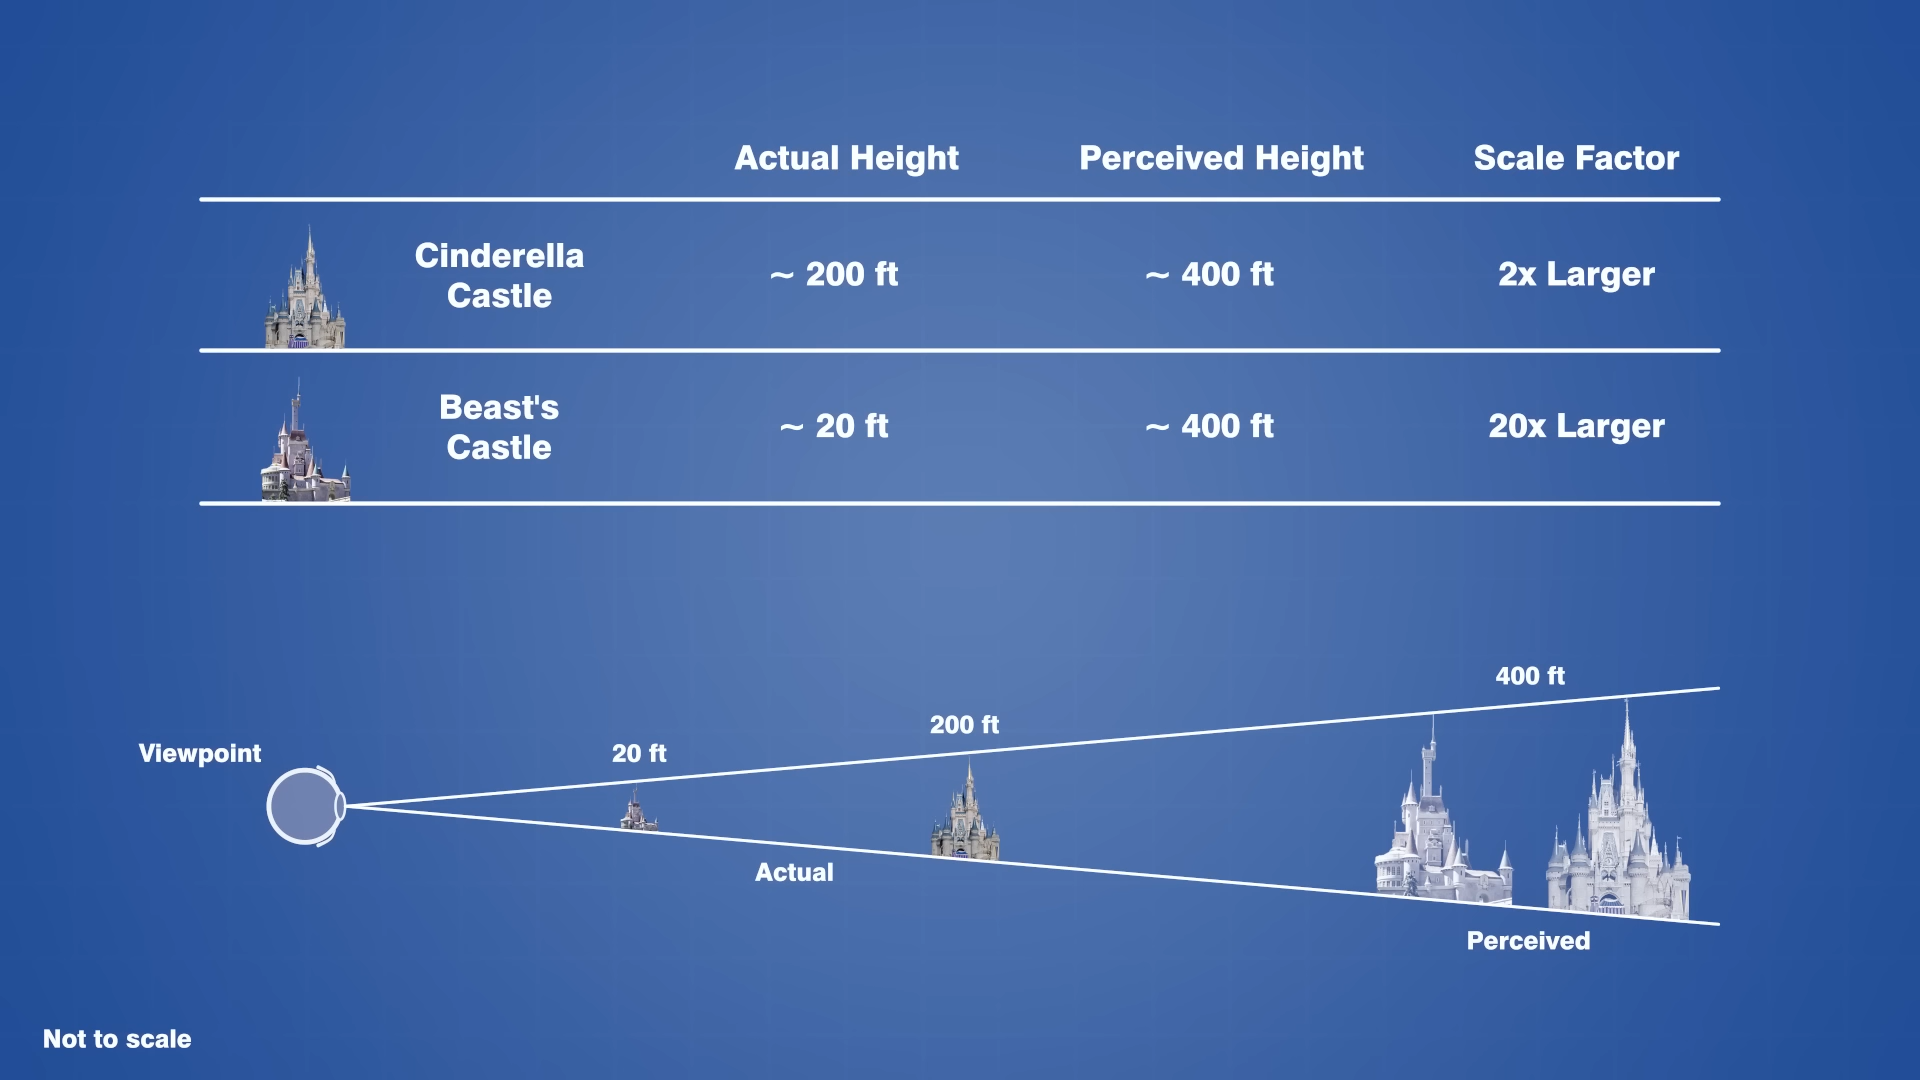 Actual Height Perceived Height Scale Factor
Cinderella
Castle
~ 200 ft ~ 400 ft 2x Larger
Beast's
Castle
~ 20 ft ~ 400 ft 20x Larger
400 ft
200 ft
20 ft
Viewpoint
Actual
Perceived
Not to scale